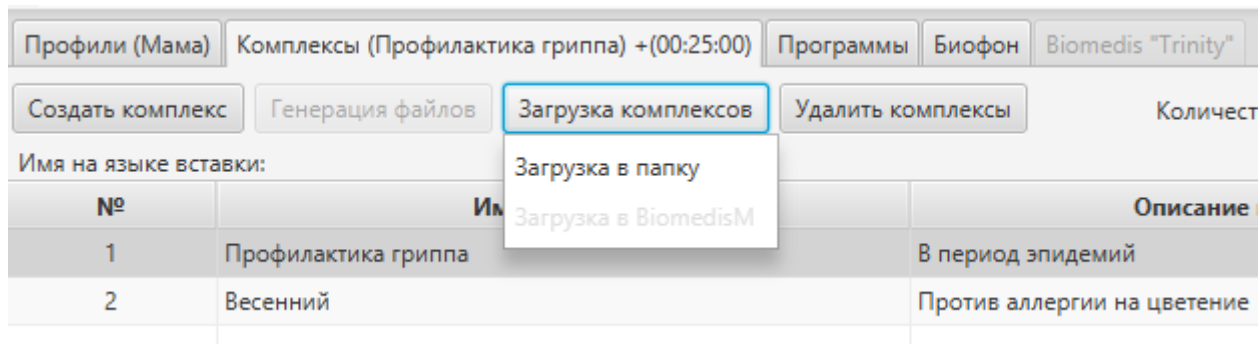 Профили (Мама) Комплексы (Профилактика гриппа) +(00:25:00) Программы Биофон Biomedis "Trinity"
Создать комплекс Генерация файлов Загрузка комплексов Удалить комплексы Количест
Имя на языке вставки:
Загрузка в папку
№ Им Загрузка в BiomedisM Описание
1 Профилактика гриппа В период эпидемий
2 Весенний Против аллергии на цветение